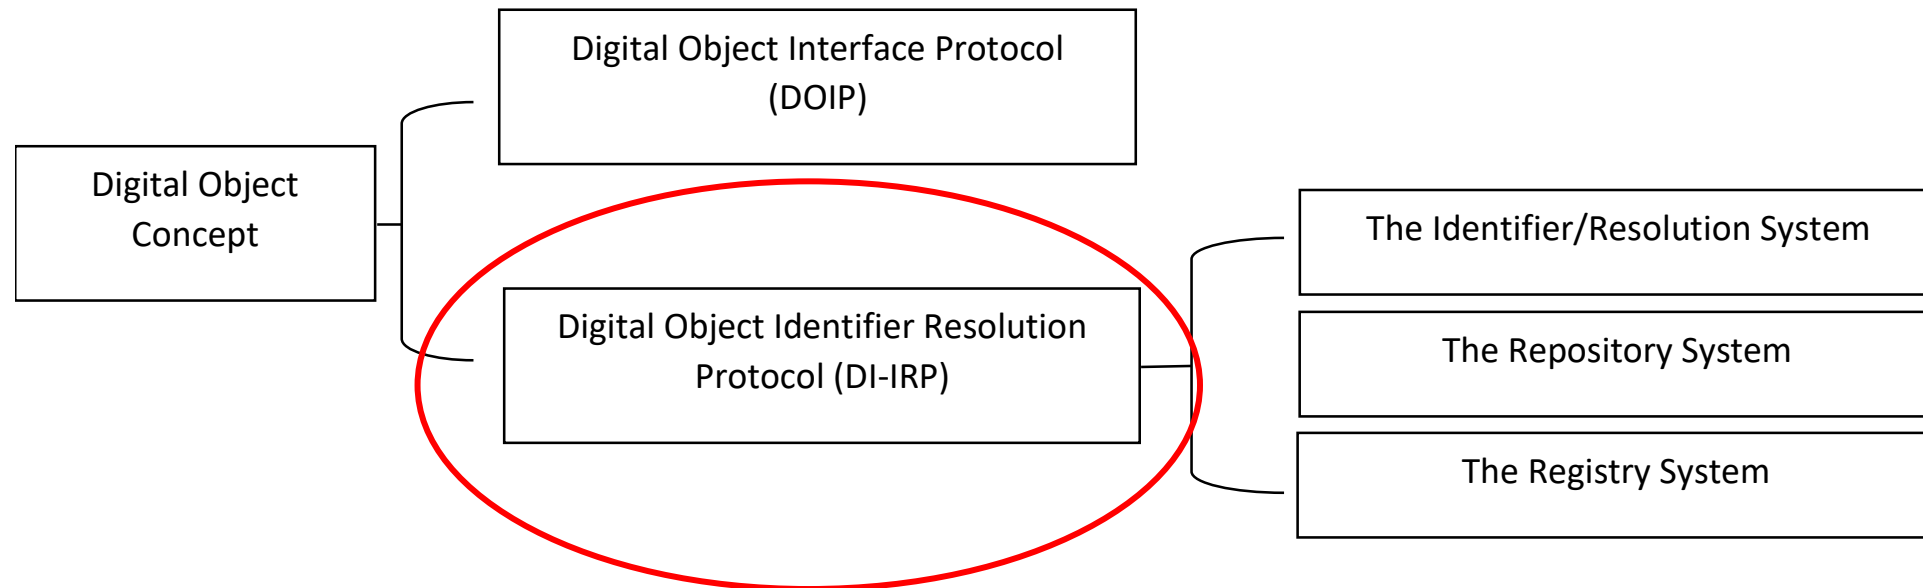 Digital Object Interface Protocol
(DOIP)
Digital Object
Concept
Digital Object Identifier Resolution
Protocol (DI-IRP)
The Identifier/Resolution System
The Repository System
The Registry System